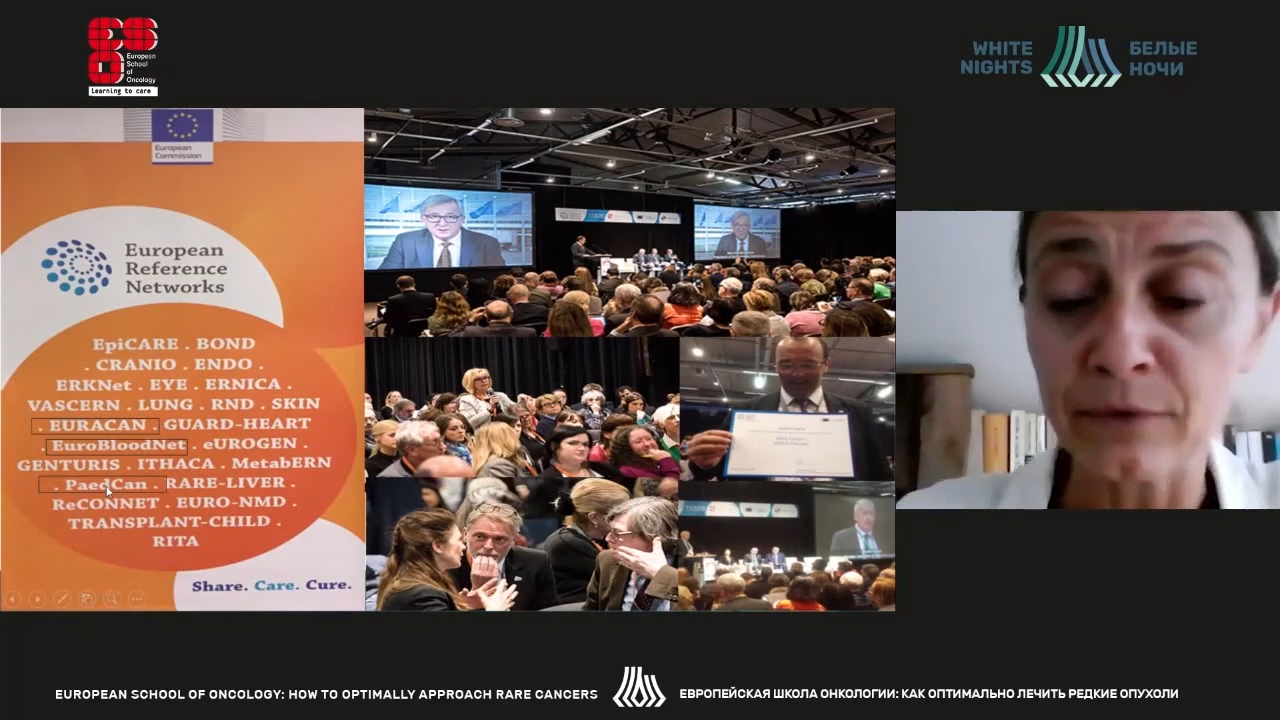 European
School
of
Oncology
Learning to care
WHITE
NIGHTS
БЕЛЫЕ
НОЧИ
European
Commission
European
Reference
Networks
EpiCARE . BOND
. CRANIO . ENDO .
ERKNet . EYE . ERNICA .
VASCERN . LUNG . RND . SKIN
. EURACAN . GUARD-HEART
. EuroBloodNet . eUROGEN .
GENTURIS . ITHACA . MetabERN
. PaedCan . RARE-LIVER .
ReCONNET . EURO-NMD .
TRANSPLANT-CHILD .
RITA
Share. Care. Cure.
EUROPEAN SCHOOL OF ONCOLOGY: HOW TO OPTIMALLY APPROACH RARE CANCERS
ЕВРОПЕЙСКАЯ ШКОЛА ОНКОЛОГИИ: КАК ОПТИМАЛЬНО ЛЕЧИТЬ РЕДКИЕ ОПУХОЛИ